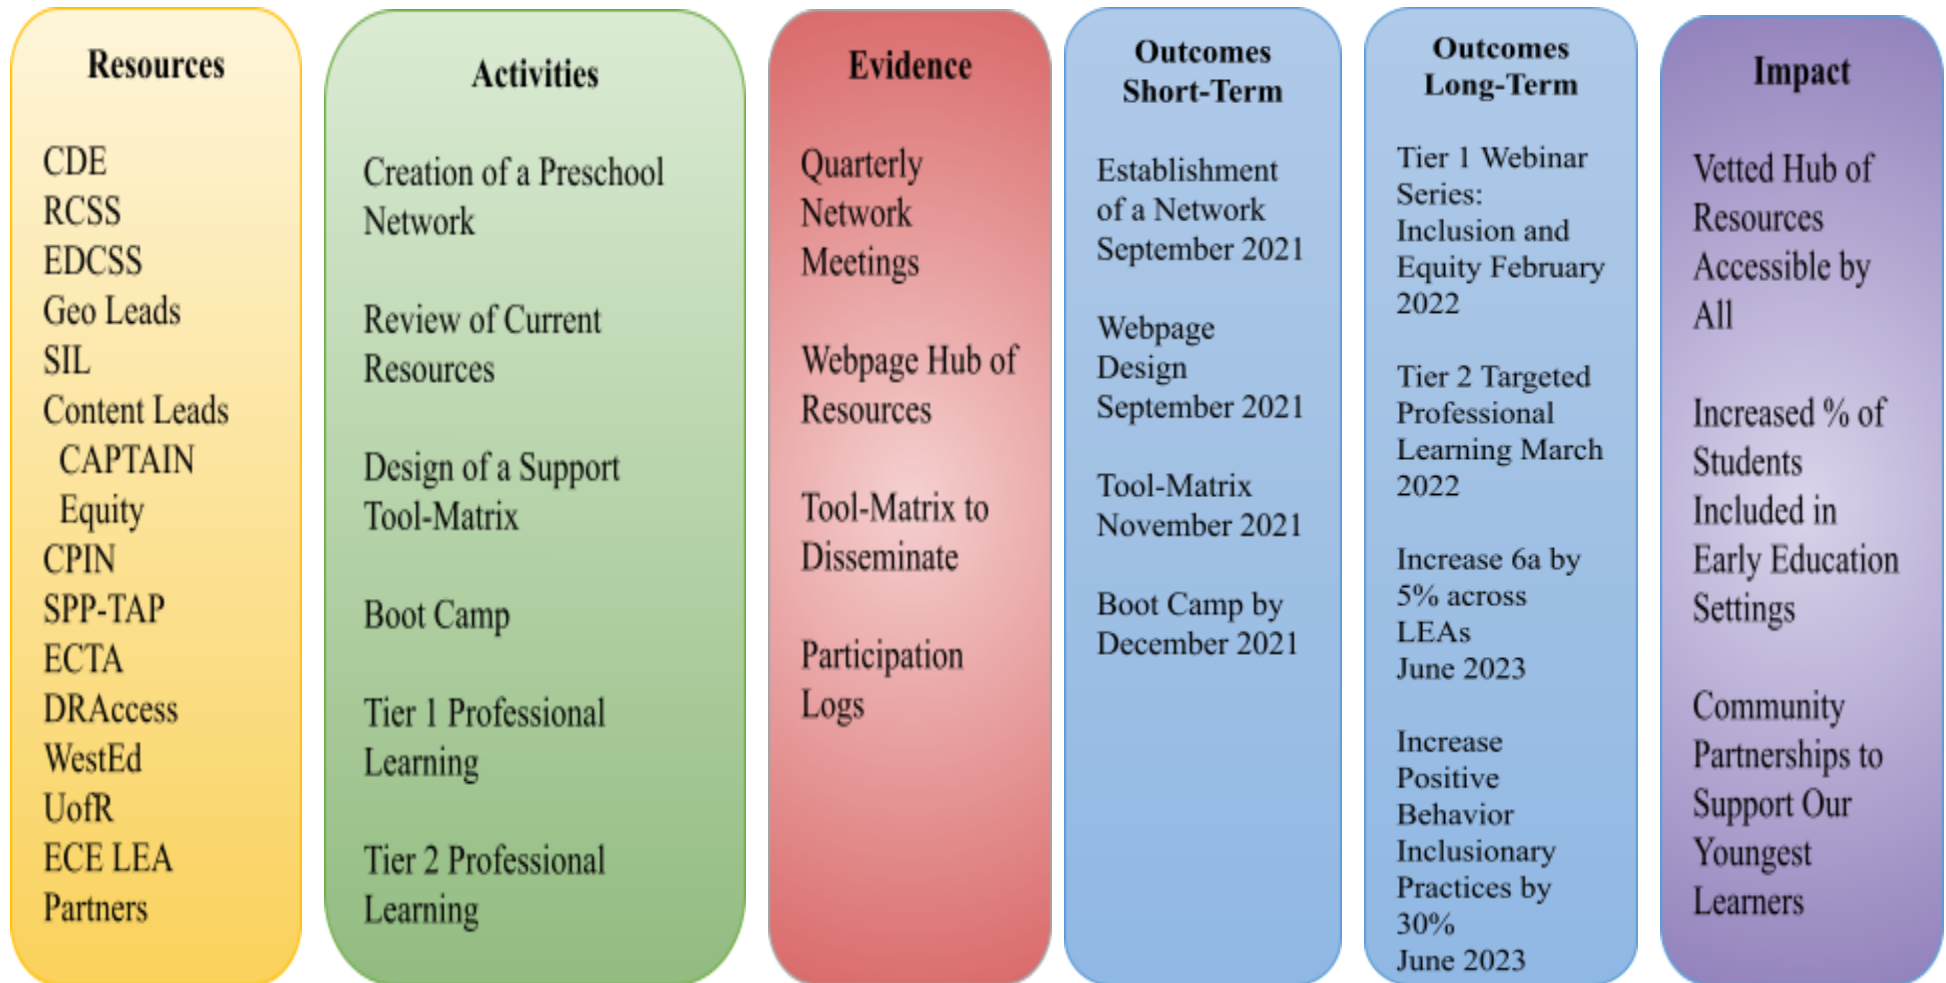 Resources
CDE
RCSS
EDCSS
Geo Leads
SIL
Content Leads
CAPTAIN
Equity
CPIN
SPP-TAP
ECTA
DRAccess
WestEd
UofR
ECE LEA
Partners
Activities
Creation of a Preschool
Network
Review of Current
Resources
Design of a Support
Tool-Matrix
Boot Camp
Tier 1 Professional
Learning
Tier 2 Professional
Learning
Evidence
Quarterly
Network
Meetings
Webpage Hub of
Resources
Tool-Matrix to
Disseminate
Participation
Logs
Outcomes
Short-Term
Establishment
of a Network
September 2021
Webpage
Design
September 2021
Tool-Matrix
November 2021
Boot Camp by
December 2021
Outcomes
Long-Term
Tier 1 Webinar
Series:
Inclusion and
Equity February
2022
Tier 2 Targeted
Professional
Learning March
2022
Increase 6a by
5% across
LEAs
June 2023
Increase
Positive
Behavior
Inclusionary
Practices by
30%
June 2023
Impact
Vetted Hub of
Resources
Accessible by
All
Increased % of
Students
Included in
Early Education
Settings
Community
Partnerships to
Support Our
Youngest
Learners